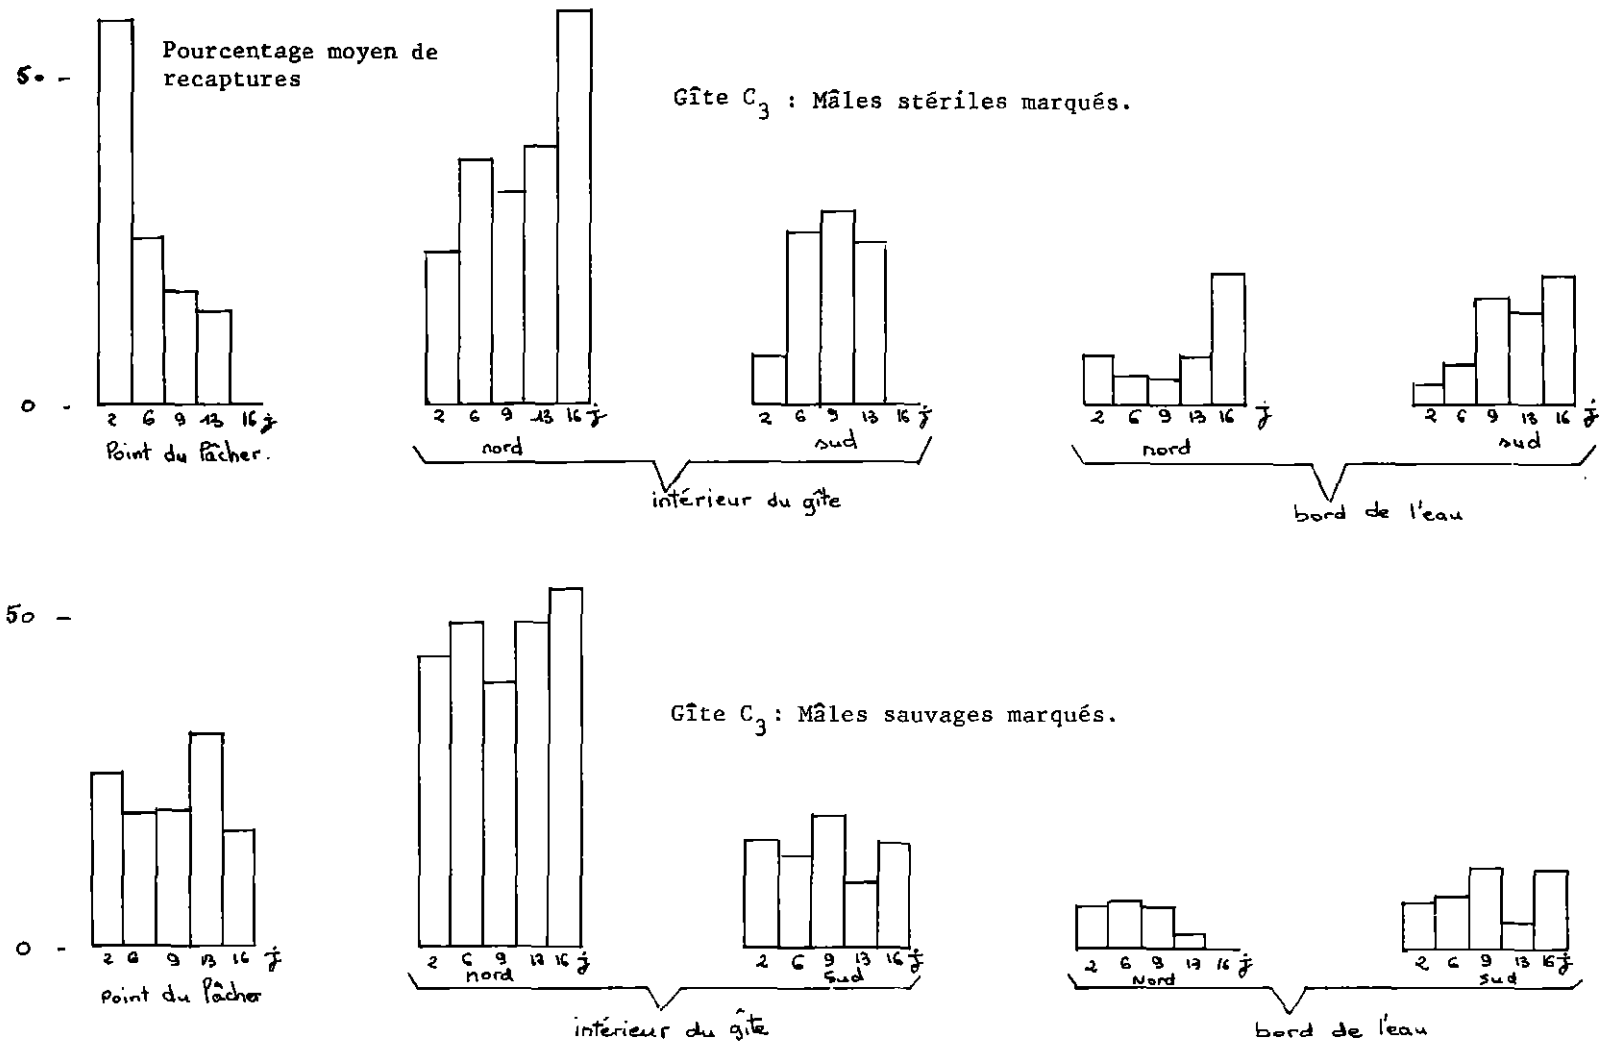 Pourcentage moyen de
recaptures
50 -
Gîte C3 : Mâles stériles marqués.
0 -
2 6 9 13 16 j
Point du Pâcher.
2 6 9 13 16 j
nord
2 6 9 13 16 j
sud
intérieur du gîte
2 6 9 13 16 j
nord
2 6 9 13 16 j
sud
bord de l'eau
50 -
Gîte C3 : Mâles sauvages marqués.
0 -
2 6 9 13 16 j
Point du Pâcher
2 6 9 13 16 j
nord
2 6 9 13 16 j
Sud
intérieur du gîte
2 6 9 13 16 j
Nord
2 6 9 13 16 j
Sud
bord de l'eau